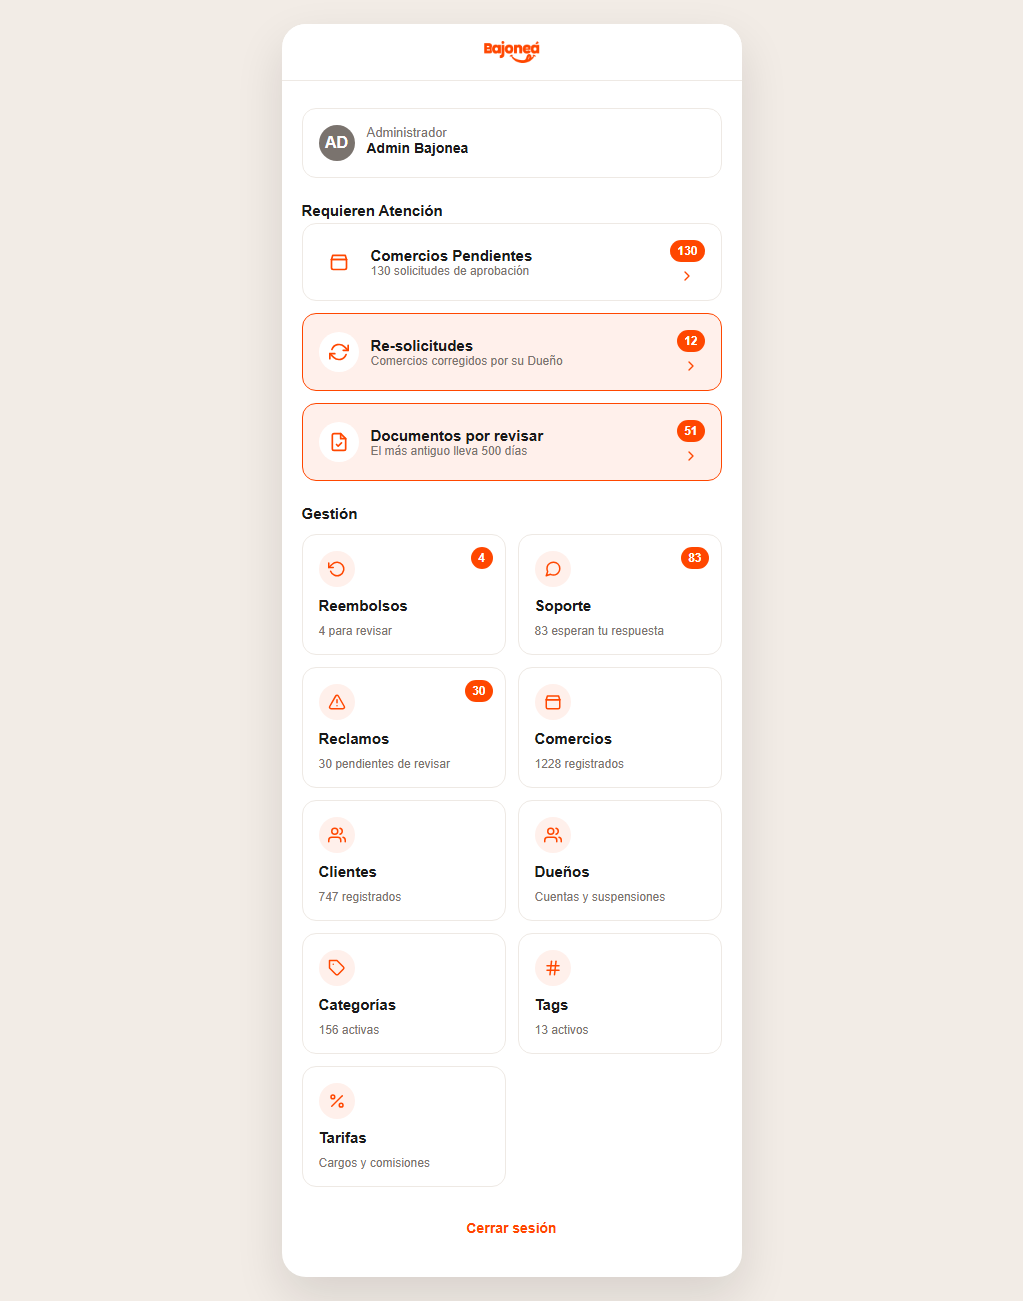 Bajoneá
AD
Administrador
Admin Bajonea
Requieren Atención
Comercios Pendientes
130 solicitudes de aprobación
130
Re-solicitudes
Comercios corregidos por su Dueño
12
Documentos por revisar
El más antiguo lleva 500 días
51
Gestión
4
Reembolsos
4 para revisar
83
Soporte
83 esperan tu respuesta
30
Reclamos
30 pendientes de revisar
Comercios
1228 registrados
Clientes
747 registrados
Dueños
Cuentas y suspensiones
Categorías
156 activas
Tags
13 activos
Tarifas
Cargos y comisiones
Cerrar sesión